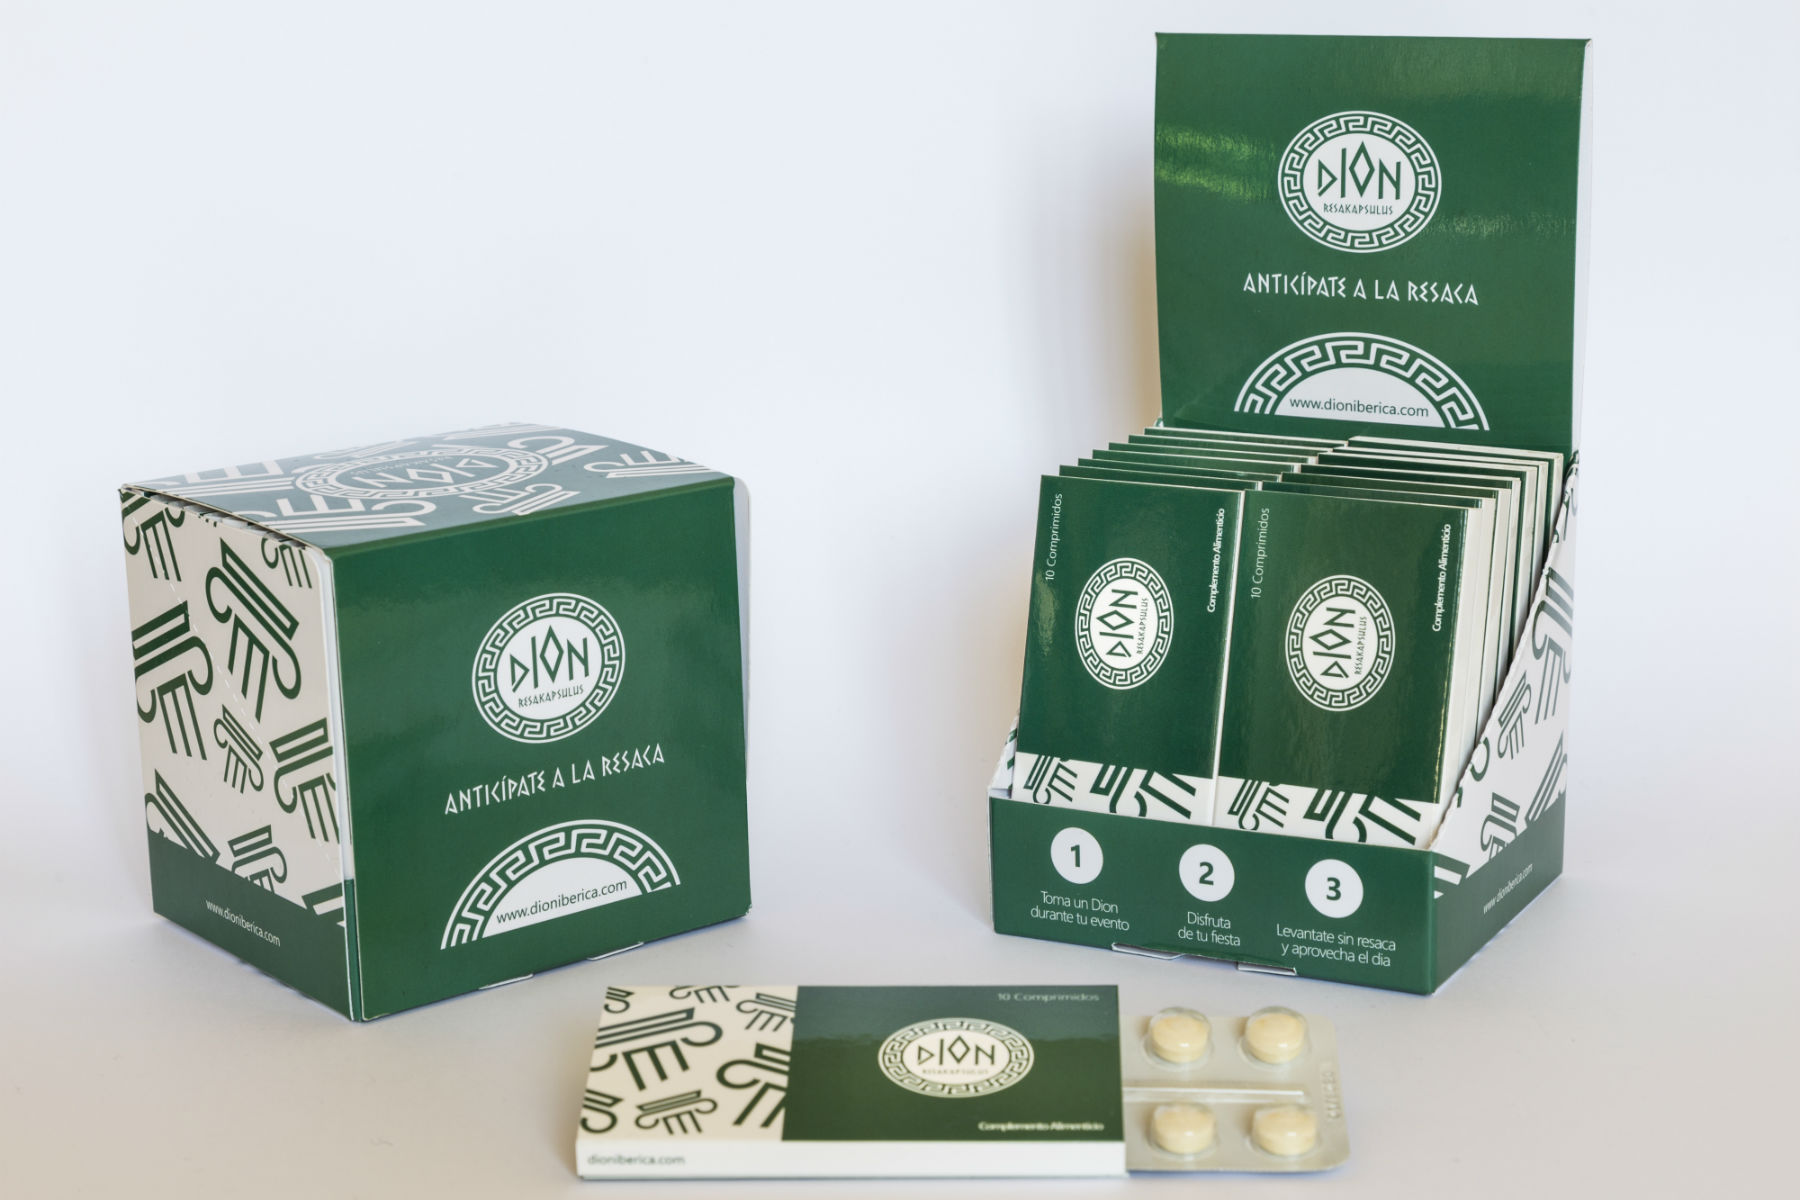 DION
RESAKAPSULUS
ANTICÍPATE A LA RESACA
www.dioniberica.com
10 Comprimidos
Complemento Alimenticio
DION
RESAKAPSULUS
10 Comprimidos
Complemento Alimenticio
DION
RESAKAPSULUS
1
Toma un Dion
durante tu evento
2
Disfruta
de tu fiesta
3
Levantate sin resaca
y aprovecha el dia
www.dioniberica.com
DION
DION
RESAKAPSULUS
ANTICÍPATE A LA RESACA
www.dioniberica.com
www.dioniberica.com
10 Comprimidos
DION
RESAKAPSULUS
Complemento Alimenticio
dioniberica.com